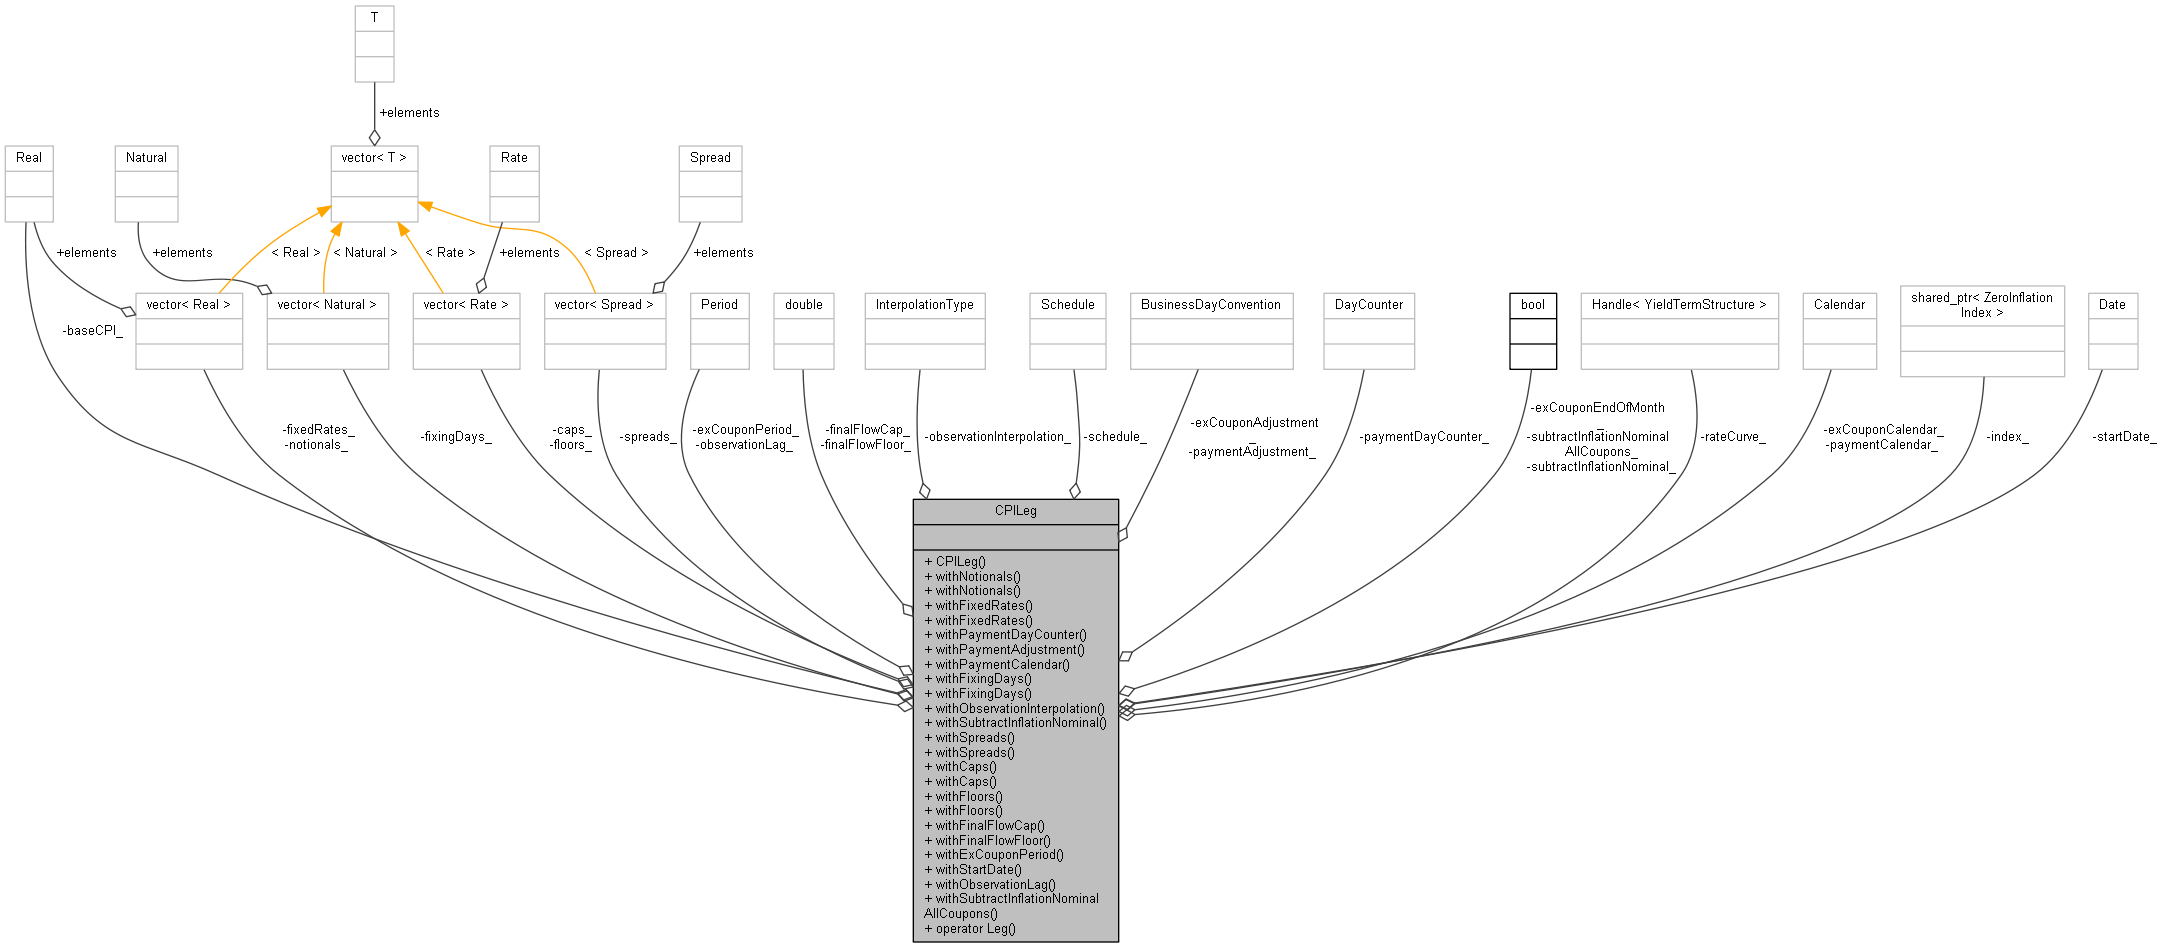 T
+elements
Real
Natural
vector< T >
Rate
Spread
+elements
+elements
< Real >
< Natural >
< Rate >
+elements
< Spread >
+elements
-baseCPI_
vector< Real >
vector< Natural >
vector< Rate >
vector< Spread >
Period
double
InterpolationType
Schedule
BusinessDayConvention
DayCounter
bool
Handle< YieldTermStructure >
Calendar
shared_ptr< ZeroInflation
Index >
Date
-fixedRates_
-notionals_
-fixingDays_
-caps_
-floors_
-spreads_
-exCouponPeriod_
-observationLag_
-finalFlowCap_
-finalFlowFloor_
-observationInterpolation_
-schedule_
-exCouponAdjustment
_
-paymentAdjustment_
-paymentDayCounter_
-exCouponEndOfMonth
_
-subtractInflationNominal
AllCoupons_
-subtractInflationNominal_
-rateCurve_
-exCouponCalendar_
-paymentCalendar_
-index_
-startDate_
CPILeg
+ CPILeg()
+ withNotionals()
+ withNotionals()
+ withFixedRates()
+ withFixedRates()
+ withPaymentDayCounter()
+ withPaymentAdjustment()
+ withPaymentCalendar()
+ withFixingDays()
+ withFixingDays()
+ withObservationInterpolation()
+ withSubtractInflationNominal()
+ withSpreads()
+ withSpreads()
+ withCaps()
+ withCaps()
+ withFloors()
+ withFloors()
+ withFinalFlowCap()
+ withFinalFlowFloor()
+ withExCouponPeriod()
+ withStartDate()
+ withObservationLag()
+ withSubtractInflationNominal
AllCoupons()
+ operator Leg()